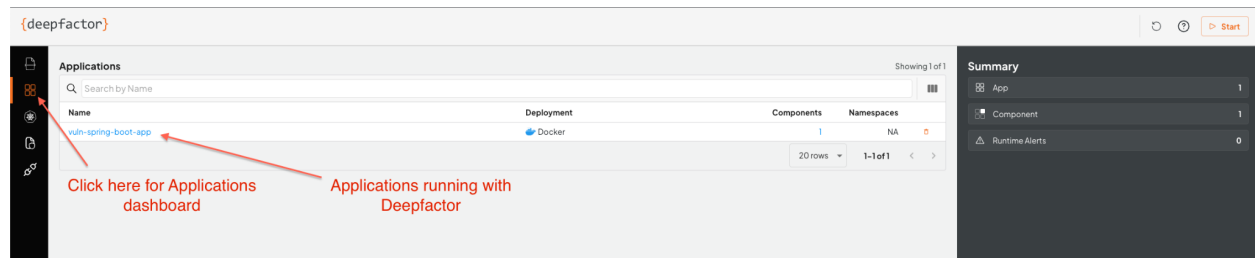 {deepfactor}
Start
Applications
Showing 1 of 1
Search by Name
Name Deployment Components Namespaces
vuln-spring-boot-app Docker 1 NA
20 rows 1-1 of 1
Click here for Applications
dashboard
Applications running with
Deepfactor
Summary
App 1
Component 1
Runtime Alerts 0